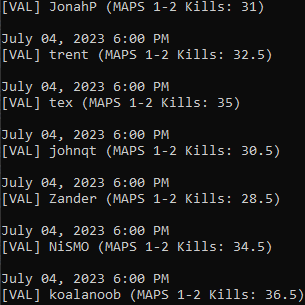 [VAL] JonahP (MAPS 1-2 Kills: 31)
July 04, 2023 6:00 PM
[VAL] trent (MAPS 1-2 Kills: 32.5)
July 04, 2023 6:00 PM
[VAL] tex (MAPS 1-2 Kills: 35)
July 04, 2023 6:00 PM
[VAL] johnqt (MAPS 1-2 Kills: 30.5)
July 04, 2023 6:00 PM
[VAL] Zander (MAPS 1-2 Kills: 28.5)
July 04, 2023 6:00 PM
[VAL] NiSMO (MAPS 1-2 Kills: 34.5)
July 04, 2023 6:00 PM
[VAL] koalanoob (MAPS 1-2 Kills: 36.5)